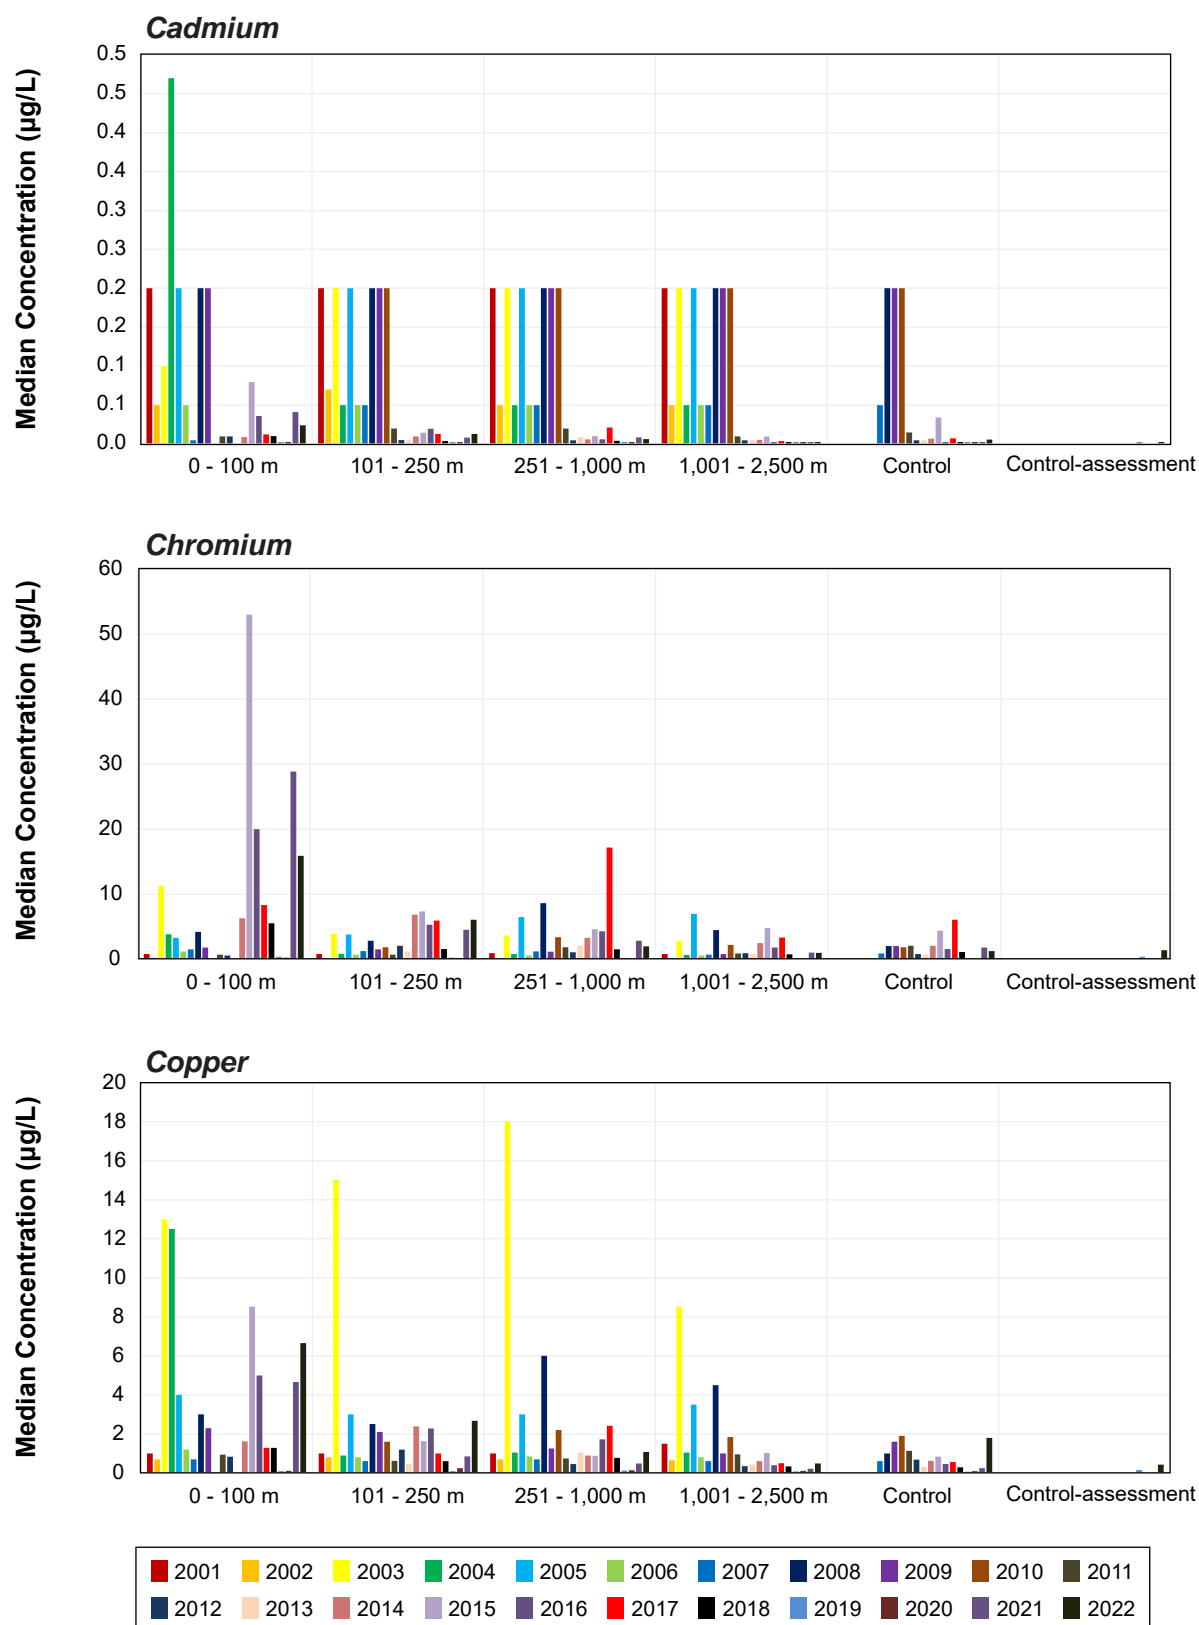 Cadmium
Median Concentration (µg/L)
0.5
0.5
0.4
0.4
0.3
0.3
0.2
0.2
0.1
0.1
0.0
0 - 100 m 101 - 250 m 251 - 1,000 m 1,001 - 2,500 m Control Control-assessment
Chromium
Median Concentration (µg/L)
60
50
40
30
20
10
0
0 - 100 m 101 - 250 m 251 - 1,000 m 1,001 - 2,500 m Control Control-assessment
Copper
Median Concentration (µg/L)
20
18
16
14
12
10
8
6
4
2
0
0 - 100 m 101 - 250 m 251 - 1,000 m 1,001 - 2,500 m Control Control-assessment
2001 2002 2003 2004 2005 2006 2007 2008 2009 2010 2011
2012 2013 2014 2015 2016 2017 2018 2019 2020 2021 2022